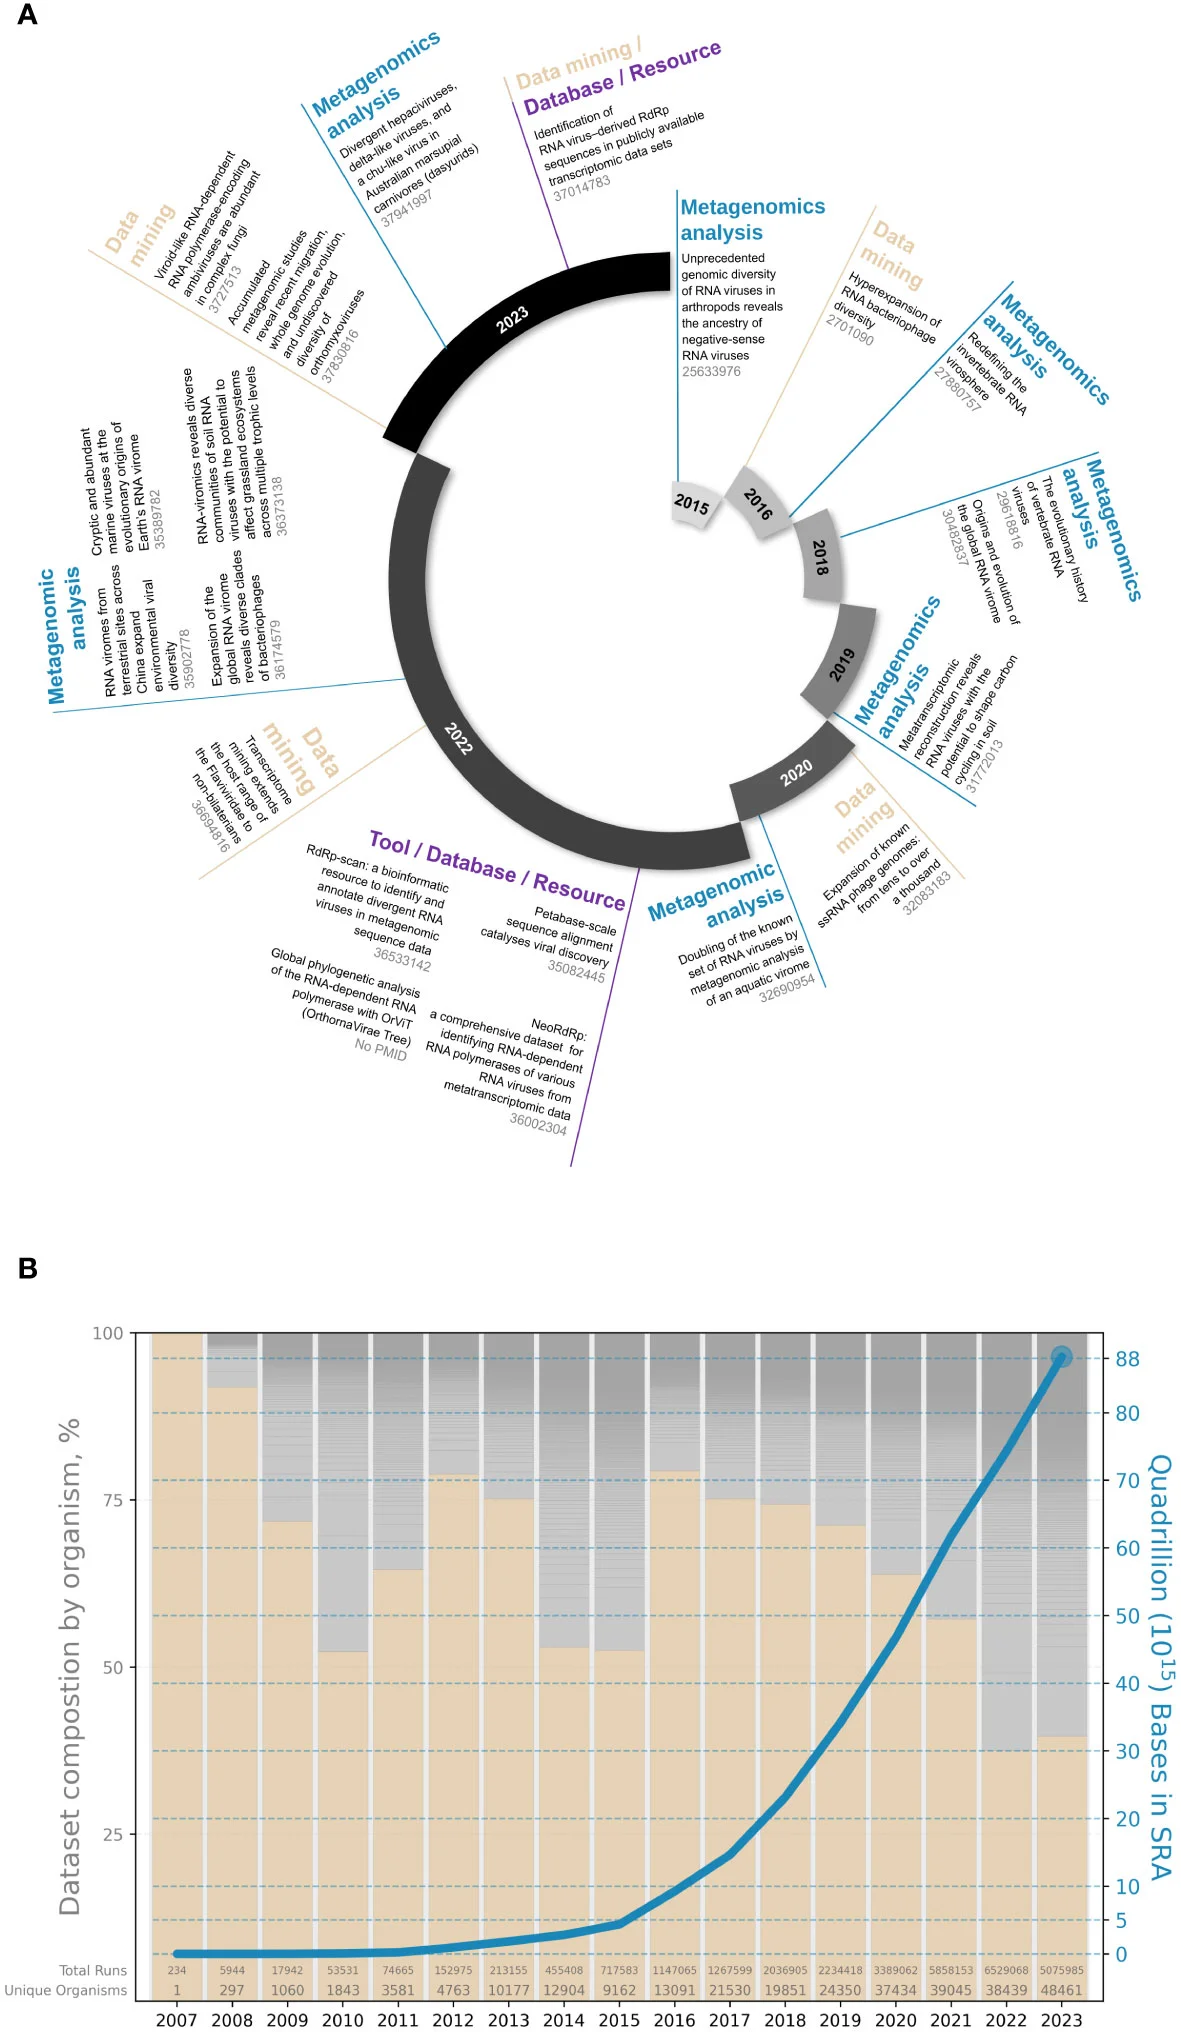 A
Metagenomics
analysis
Unprecedented
genomic diversity
of RNA viruses in
arthropods reveals
the ancestry of
negative-sense
RNA viruses
25633976
2015
Data
mining
Hyperexpansion of
RNA bacteriophage
diversity
2701090
2016
Metagenomics
analysis
Redefining the
invertebrate RNA
virosphere
27880757
Metagenomics
analysis
The evolutionary history
of vertebrate RNA
viruses
29618816
Origins and evolution of
the global RNA virome
30482837
2018
Metagenomics
analysis
Metatranscriptomic
reconstruction reveals
RNA viruses with the
potential to shape carbon
cycling in soil
31772013
2019
Data
mining
Expansion of known
ssRNA phage genomes:
from tens to over
a thousand
32083183
2020
Metagenomic
analysis
Doubling of the known
set of RNA viruses by
metagenomic analysis
of an aquatic virome
32690954
Tool / Database / Resource
Petabase-scale
sequence alignment
catalyses viral discovery
35082445
NeoRdRp:
a comprehensive dataset for
identifying RNA-dependent
RNA polymerases of various
RNA viruses from
metatranscriptomic data
36002304
RdRp-scan: a bioinformatic
resource to identify and
annotate divergent RNA
viruses in metagenomic
sequence data
36533142
Global phylogenetic analysis
of the RNA-dependent RNA
polymerase with OrViT
(OrthornaVirae Tree)
No PMID
2022
Data
mining
Transcriptome
mining extends
the host range of
the Flaviviridae to
non-bilaterians
36694816
Metagenomic
analysis
RNA viromes from
terrestrial sites across
China expand
environmental viral
diversity
35902778
Expansion of the
global RNA virome
reveals diverse clades
of bacteriophages
36174579
Cryptic and abundant
marine viruses at the
evolutionary origins of
Earth's RNA virome
35389782
RNA-viromics reveals diverse
communities of soil RNA
viruses with the potential to
affect grassland ecosystems
across multiple trophic levels
36373138
Data
mining
Viroid-like RNA-dependent
RNA polymerase-encoding
ambiviruses are abundant
in complex fungi
3727513
Accumulated
metagenomic studies
reveal recent migration,
whole genome evolution,
and undiscovered
diversity of
orthomyxoviruses
37830816
2023
Metagenomics
analysis
Divergent hepaciviruses,
delta-like viruses, and
a chu-like virus in
Australian marsupial
carnivores (dasyurids)
37941997
Data mining /
Database / Resource
Identification of
RNA virus–derived RdRp
sequences in publicly available
transcriptomic data sets
37014783
B
Dataset compostion by organism, %
100
75
50
25
Quadrillion (10^15) Bases in SRA
88
80
70
60
50
40
30
20
10
5
0
Total Runs 234 5944 17942 53531 74665 152975 213155 455408 717583 1147065 1267599 2036905 2234418 3389062 5858153 6529068 5075985
Unique Organisms 1 297 1060 1843 3581 4763 10177 12904 9162 13091 21530 19851 24350 37434 39045 38439 48461
2007 2008 2009 2010 2011 2012 2013 2014 2015 2016 2017 2018 2019 2020 2021 2022 2023